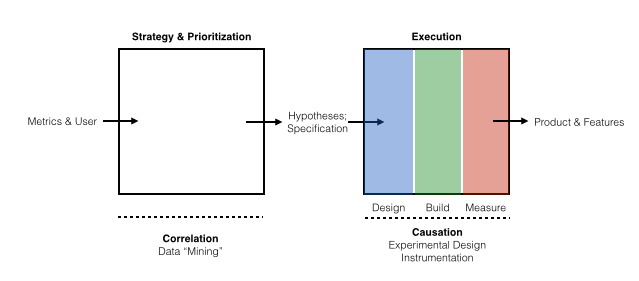 Strategy & Prioritization
Execution
Metrics & User
Hypotheses;
Specification
Product & Features
Design
Build
Measure
Correlation
Data “Mining”
Causation
Experimental Design
Instrumentation